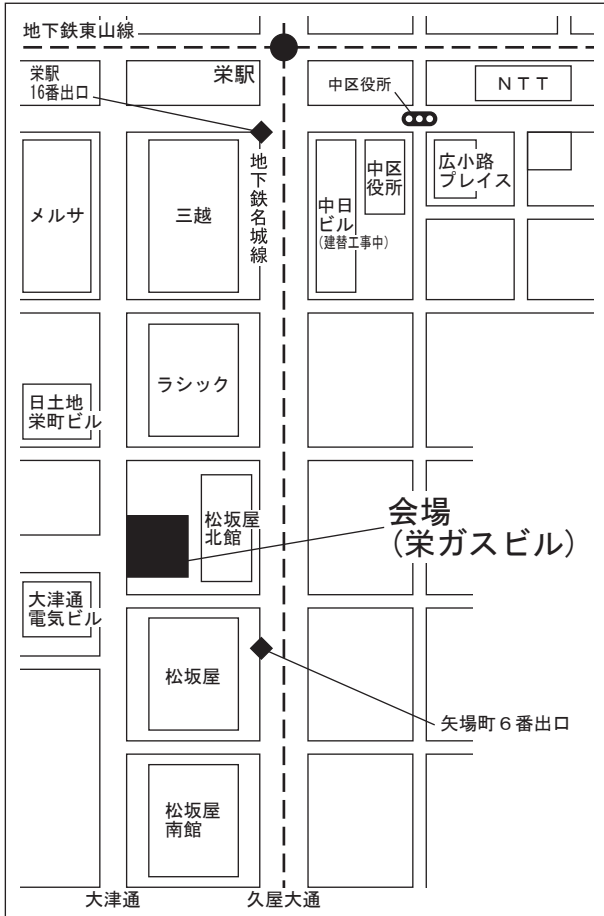 地下鉄東山線
栄駅
16番出口
栄駅
中区役所
ＮＴＴ
メルサ
三越
地下鉄名城線
中日
ビル
（建替工事中）
中区
役所
広小路
プレイス
ラシック
日土地
栄町ビル
松坂屋
北館
会場
（栄ガスビル）
大津通
電気ビル
松坂屋
矢場町６番出口
松坂屋
南館
大津通
久屋大通